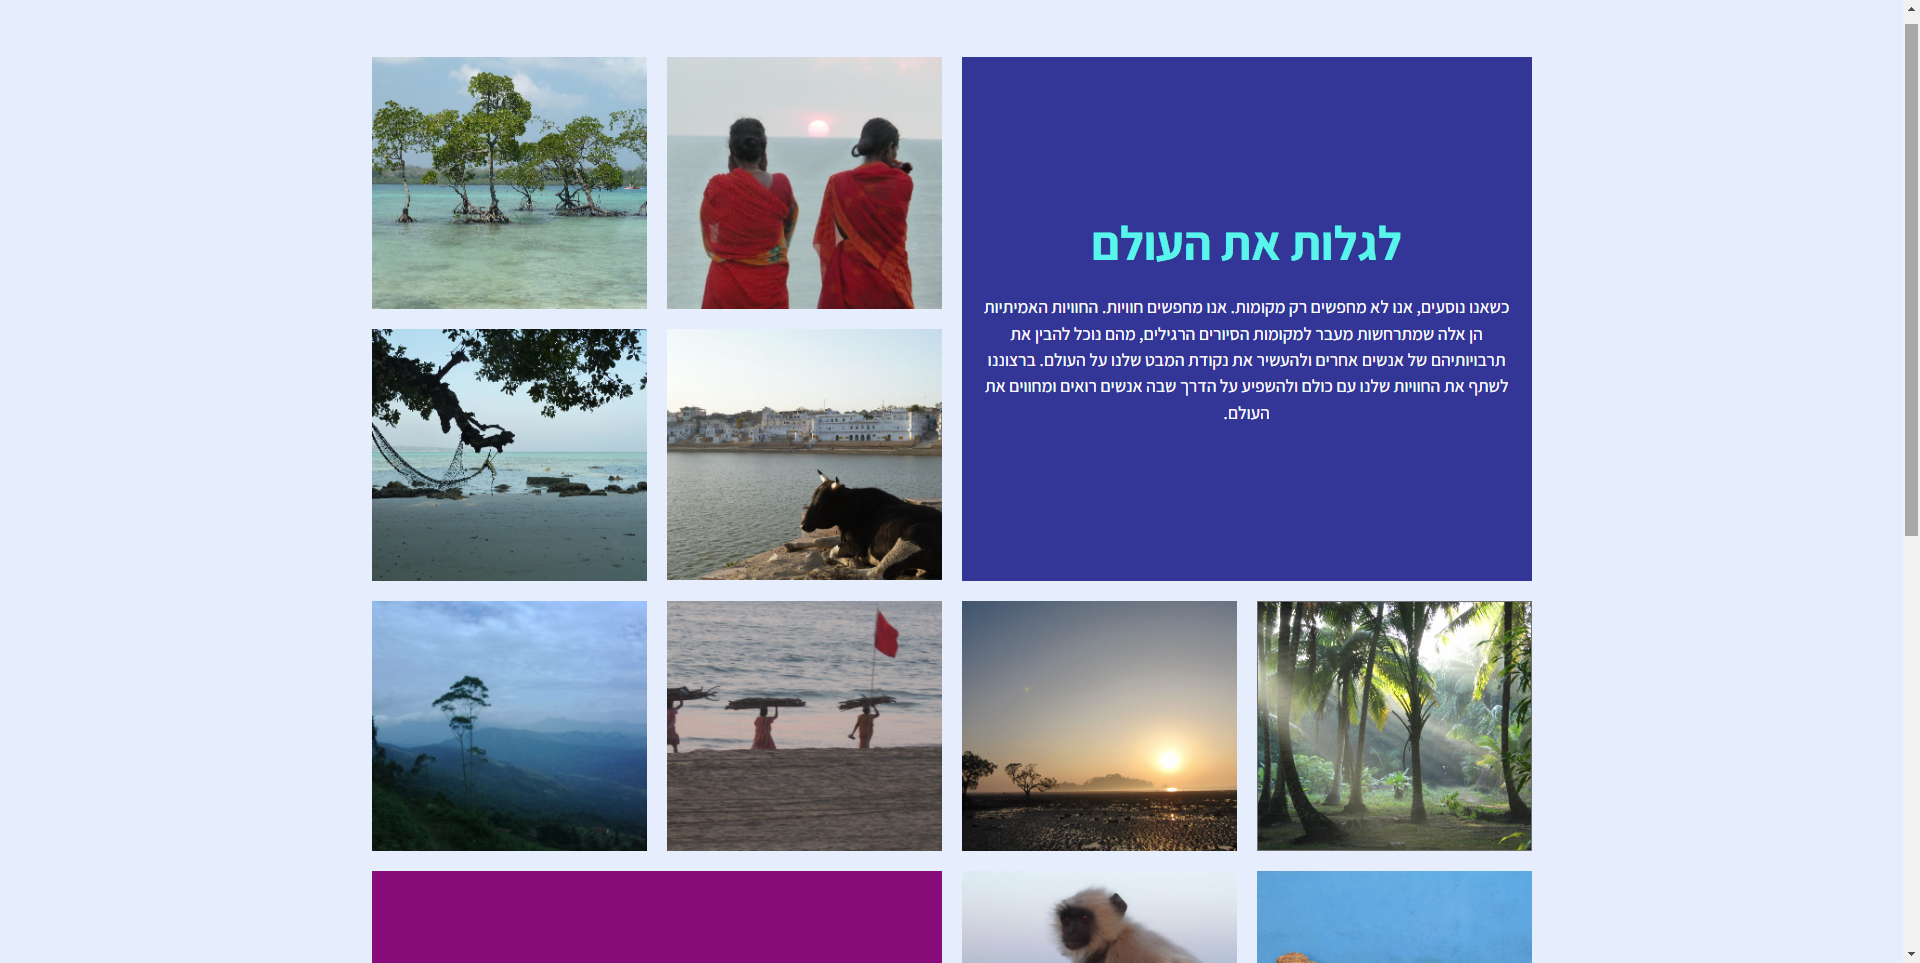 לגלות את העולם
כשאנו נוסעים, אנו לא מחפשים רק מקומות. אנו מחפשים חוויות. החוויות האמיתיות
הן אלה שמתרחשות מעבר למקומות הסיורים הרגילים, מהם נוכל להבין את
תרבויותיהם של אנשים אחרים ולהעשיר את נקודת המבט שלנו על העולם. ברצוננו
לשתף את החוויות שלנו עם כולם ולהשפיע על הדרך שבה אנשים רואים ומחווים את
העולם.